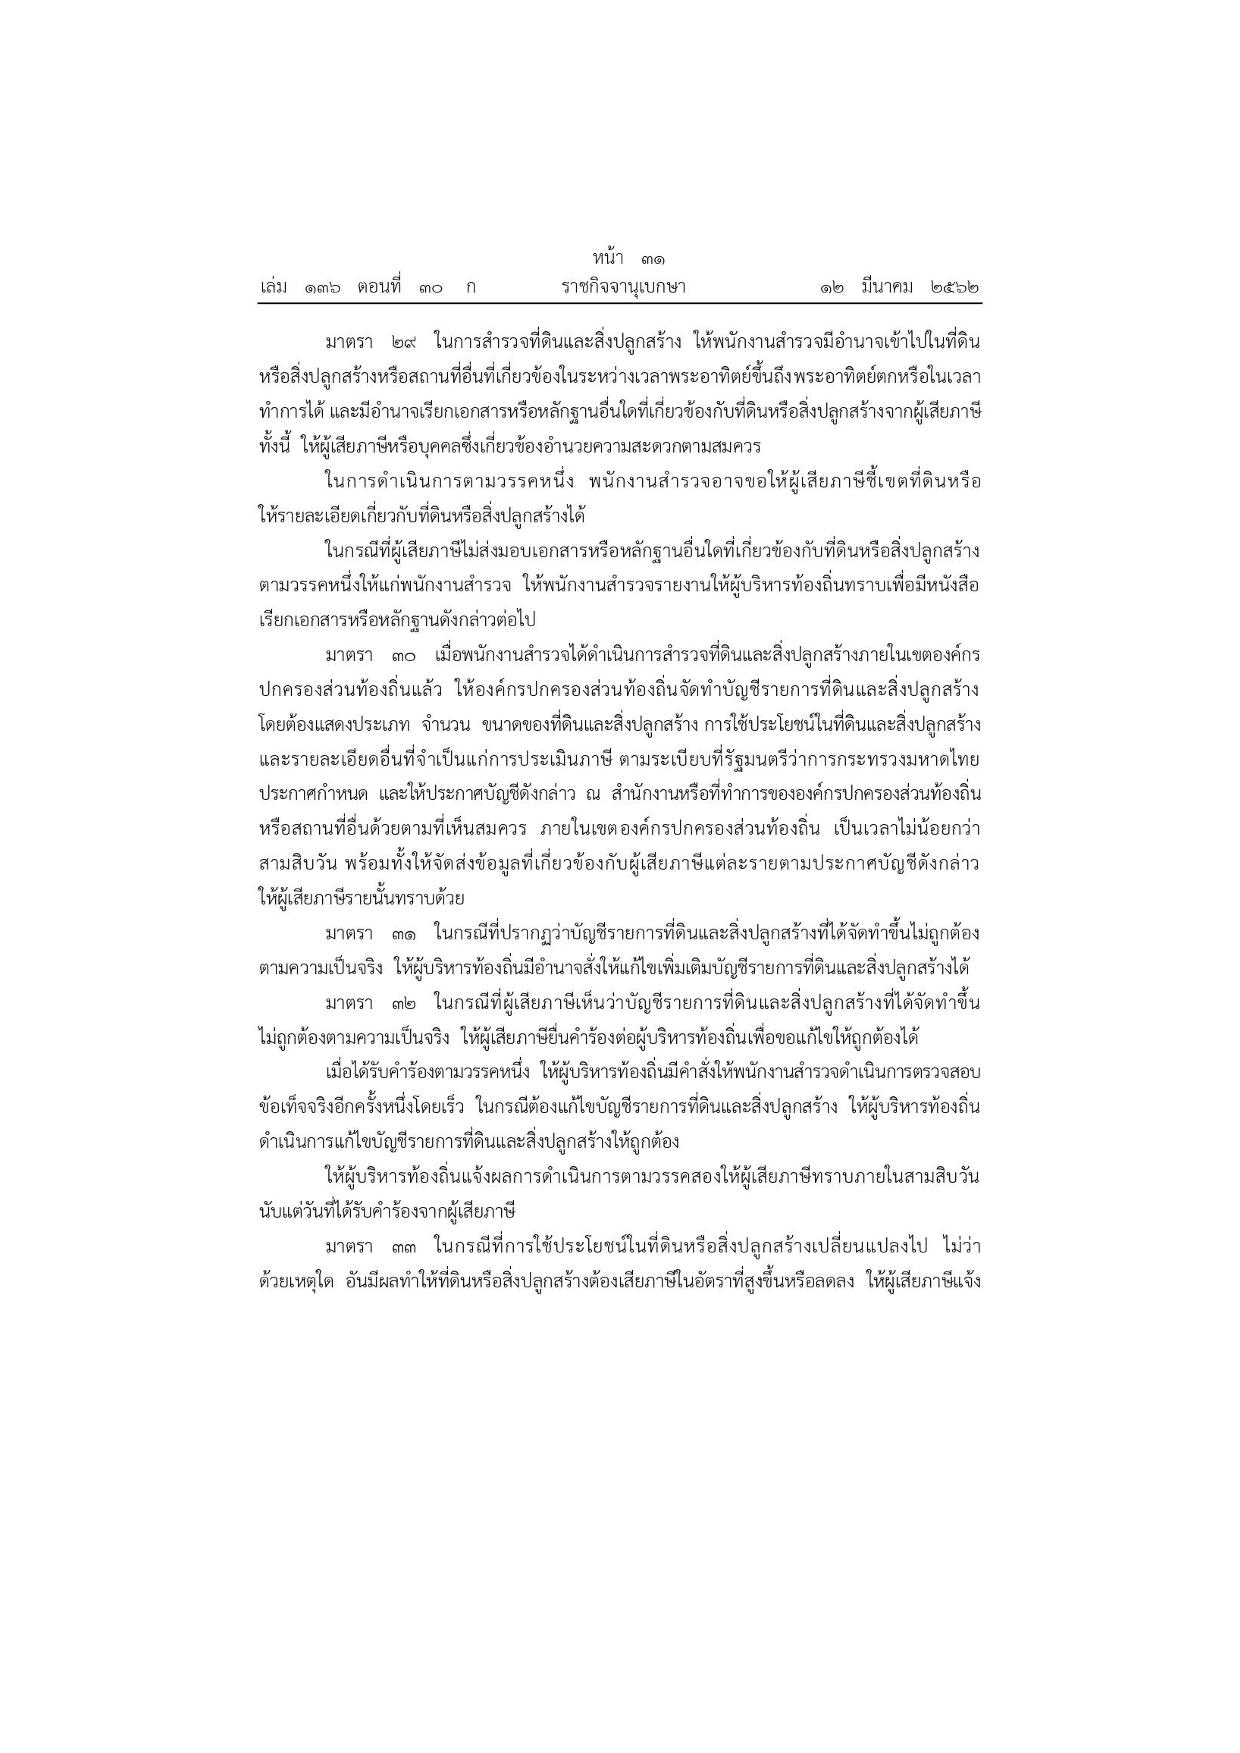 หน้า ๓๑
เล่ม ๑๓๖ ตอนที่ ๓๐ ก ราชกิจจานุเบกษา ๑๒ มีนาคม ๒๕๖๒
มาตรา ๒๙ ในการสำรวจที่ดินและสิ่งปลูกสร้าง ให้พนักงานสำรวจมีอำนาจเข้าไปในที่ดิน
หรือสิ่งปลูกสร้างหรือสถานที่อื่นที่เกี่ยวข้องในระหว่างเวลาพระอาทิตย์ขึ้นถึงพระอาทิตย์ตกหรือในเวลา
ทำการได้ และมีอำนาจเรียกเอกสารหรือหลักฐานอื่นใดที่เกี่ยวข้องกับที่ดินหรือสิ่งปลูกสร้างจากผู้เสียภาษี
ทั้งนี้ ให้ผู้เสียภาษีหรือบุคคลซึ่งเกี่ยวข้องอำนวยความสะดวกตามสมควร
ในการดำเนินการตามวรรคหนึ่ง พนักงานสำรวจอาจขอให้ผู้เสียภาษีชี้เขตที่ดินหรือ
ให้รายละเอียดเกี่ยวกับที่ดินหรือสิ่งปลูกสร้างได้
ในกรณีที่ผู้เสียภาษีไม่ส่งมอบเอกสารหรือหลักฐานอื่นใดที่เกี่ยวข้องกับที่ดินหรือสิ่งปลูกสร้าง
ตามวรรคหนึ่งให้แก่พนักงานสำรวจ ให้พนักงานสำรวจรายงานให้ผู้บริหารท้องถิ่นทราบเพื่อมีหนังสือ
เรียกเอกสารหรือหลักฐานดังกล่าวต่อไป
มาตรา ๓๐ เมื่อพนักงานสำรวจได้ดำเนินการสำรวจที่ดินและสิ่งปลูกสร้างภายในเขตองค์กร
ปกครองส่วนท้องถิ่นแล้ว ให้องค์กรปกครองส่วนท้องถิ่นจัดทำบัญชีรายการที่ดินและสิ่งปลูกสร้าง
โดยต้องแสดงประเภท จำนวน ขนาดของที่ดินและสิ่งปลูกสร้าง การใช้ประโยชน์ในที่ดินและสิ่งปลูกสร้าง
และรายละเอียดอื่นที่จำเป็นแก่การประเมินภาษี ตามระเบียบที่รัฐมนตรีว่าการกระทรวงมหาดไทย
ประกาศกำหนด และให้ประกาศบัญชีดังกล่าว ณ สำนักงานหรือที่ทำการขององค์กรปกครองส่วนท้องถิ่น
หรือสถานที่อื่นด้วยตามที่เห็นสมควร ภายในเขตองค์กรปกครองส่วนท้องถิ่น เป็นเวลาไม่น้อยกว่า
สามสิบวัน พร้อมทั้งให้จัดส่งข้อมูลที่เกี่ยวข้องกับผู้เสียภาษีแต่ละรายตามประกาศบัญชีดังกล่าว
ให้ผู้เสียภาษีรายนั้นทราบด้วย
มาตรา ๓๑ ในกรณีที่ปรากฏว่าบัญชีรายการที่ดินและสิ่งปลูกสร้างที่ได้จัดทำขึ้นไม่ถูกต้อง
ตามความเป็นจริง ให้ผู้บริหารท้องถิ่นมีอำนาจสั่งให้แก้ไขเพิ่มเติมบัญชีรายการที่ดินและสิ่งปลูกสร้างได้
มาตรา ๓๒ ในกรณีที่ผู้เสียภาษีเห็นว่าบัญชีรายการที่ดินและสิ่งปลูกสร้างที่ได้จัดทำขึ้น
ไม่ถูกต้องตามความเป็นจริง ให้ผู้เสียภาษียื่นคำร้องต่อผู้บริหารท้องถิ่นเพื่อขอแก้ไขให้ถูกต้องได้
เมื่อได้รับคำร้องตามวรรคหนึ่ง ให้ผู้บริหารท้องถิ่นมีคำสั่งให้พนักงานสำรวจดำเนินการตรวจสอบ
ข้อเท็จจริงอีกครั้งหนึ่งโดยเร็ว ในกรณีต้องแก้ไขบัญชีรายการที่ดินและสิ่งปลูกสร้าง ให้ผู้บริหารท้องถิ่น
ดำเนินการแก้ไขบัญชีรายการที่ดินและสิ่งปลูกสร้างให้ถูกต้อง
ให้ผู้บริหารท้องถิ่นแจ้งผลการดำเนินการตามวรรคสองให้ผู้เสียภาษีทราบภายในสามสิบวัน
นับแต่วันที่ได้รับคำร้องจากผู้เสียภาษี
มาตรา ๓๓ ในกรณีที่การใช้ประโยชน์ในที่ดินหรือสิ่งปลูกสร้างเปลี่ยนแปลงไป ไม่ว่า
ด้วยเหตุใด อันมีผลทำให้ที่ดินหรือสิ่งปลูกสร้างต้องเสียภาษีในอัตราที่สูงขึ้นหรือลดลง ให้ผู้เสียภาษีแจ้ง